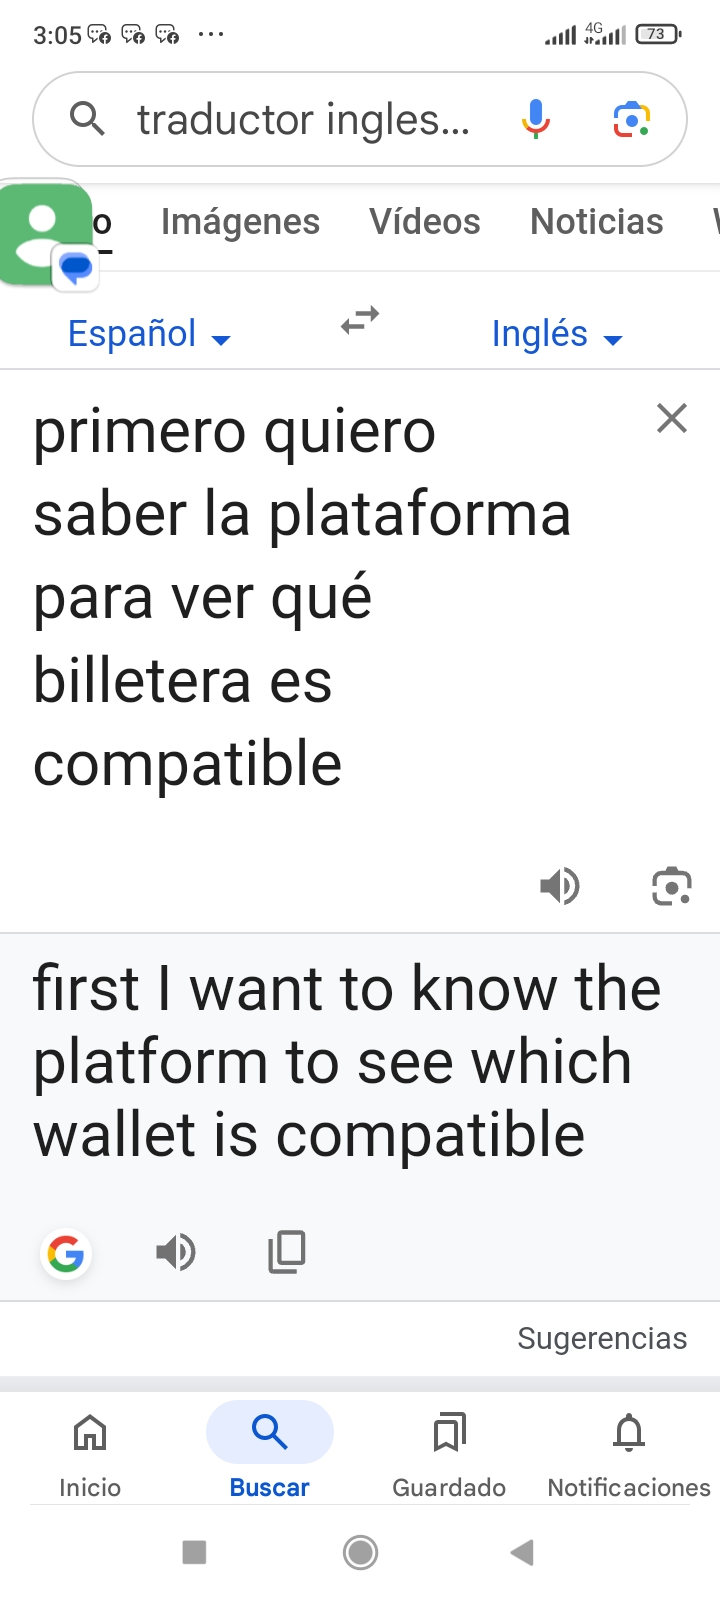 3:05
4G
73
traductor ingles...
o Imágenes Vídeos Noticias
Español Inglés
primero quiero
saber la plataforma
para ver qué
billetera es
compatible
first I want to know the
platform to see which
wallet is compatible
Sugerencias
Inicio Buscar Guardado Notificaciones